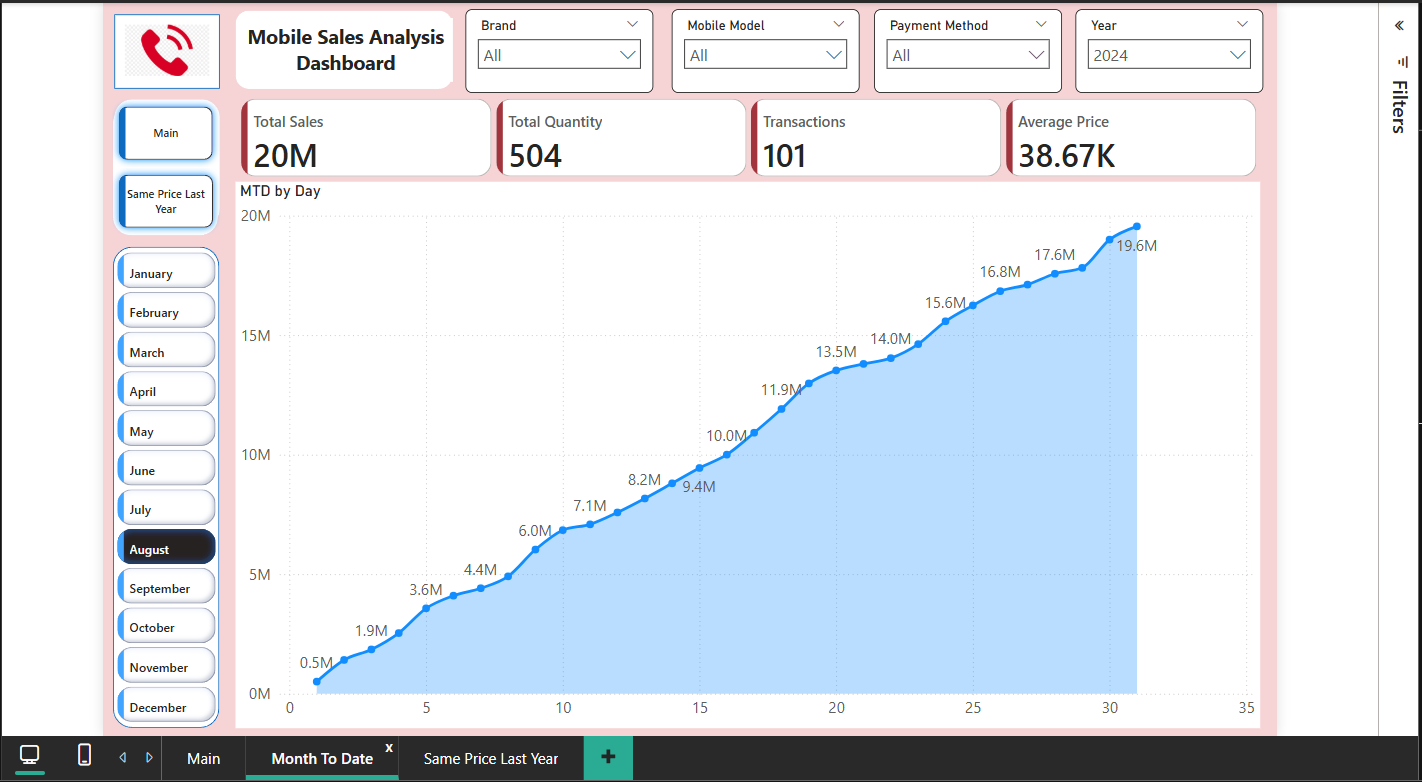 Mobile Sales Analysis
Dashboard
Brand
All
Mobile Model
All
Payment Method
All
Year
2024
Filters
Main
Same Price Last
Year
Total Sales
20M
Total Quantity
504
Transactions
101
Average Price
38.67K
January
February
March
April
May
June
July
August
September
October
November
December
MTD by Day
20M
15M
10M
5M
0M
0.5M
1.9M
3.6M
4.4M
6.0M
7.1M
8.2M
9.4M
10.0M
11.9M
13.5M
14.0M
15.6M
16.8M
17.6M
19.6M
0 5 10 15 20 25 30 35
Main
Month To Date
x
Same Price Last Year
+